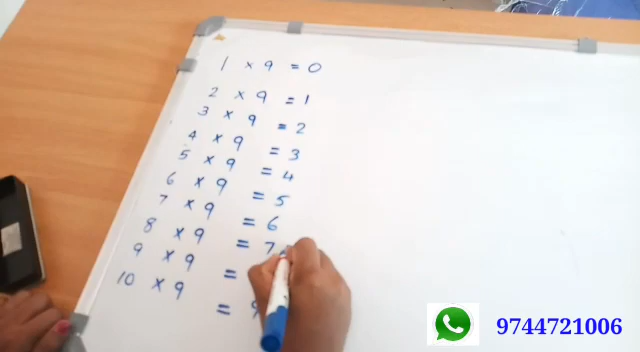 1 × 9 = 0
2 × 9 = 1
3 × 9 = 2
4 × 9 = 3
5 × 9 = 4
6 × 9 = 5
7 × 9 = 6
8 × 9 = 7
9 × 9 =
10 × 9 = 9
9744721006